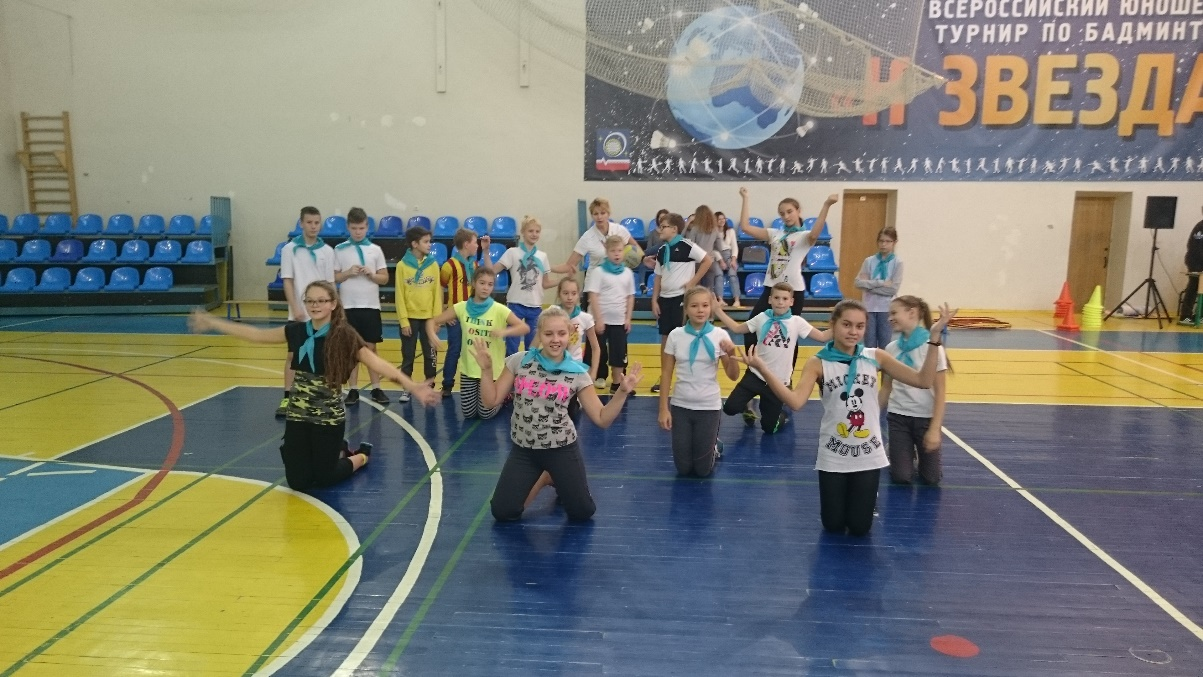 ВСЕРОССИЙСКИЙ ЮНОШЕ
ТУРНИР ПО БАДМИНТ
ЗВЕЗДА
MICKEY
MOUSE